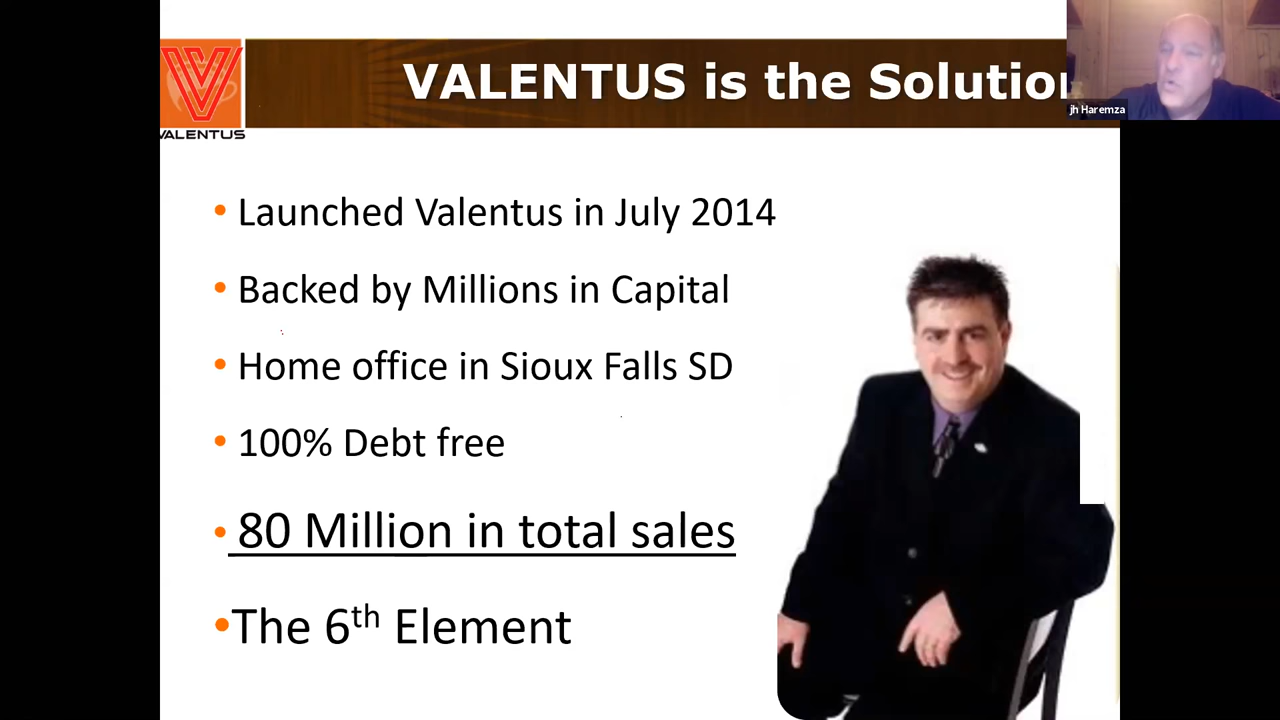 VALENTUS is the Solution
jh Haremza
VALENTUS
• Launched Valentus in July 2014
• Backed by Millions in Capital
• Home office in Sioux Falls SD
• 100% Debt free
• 80 Million in total sales
•The 6th Element